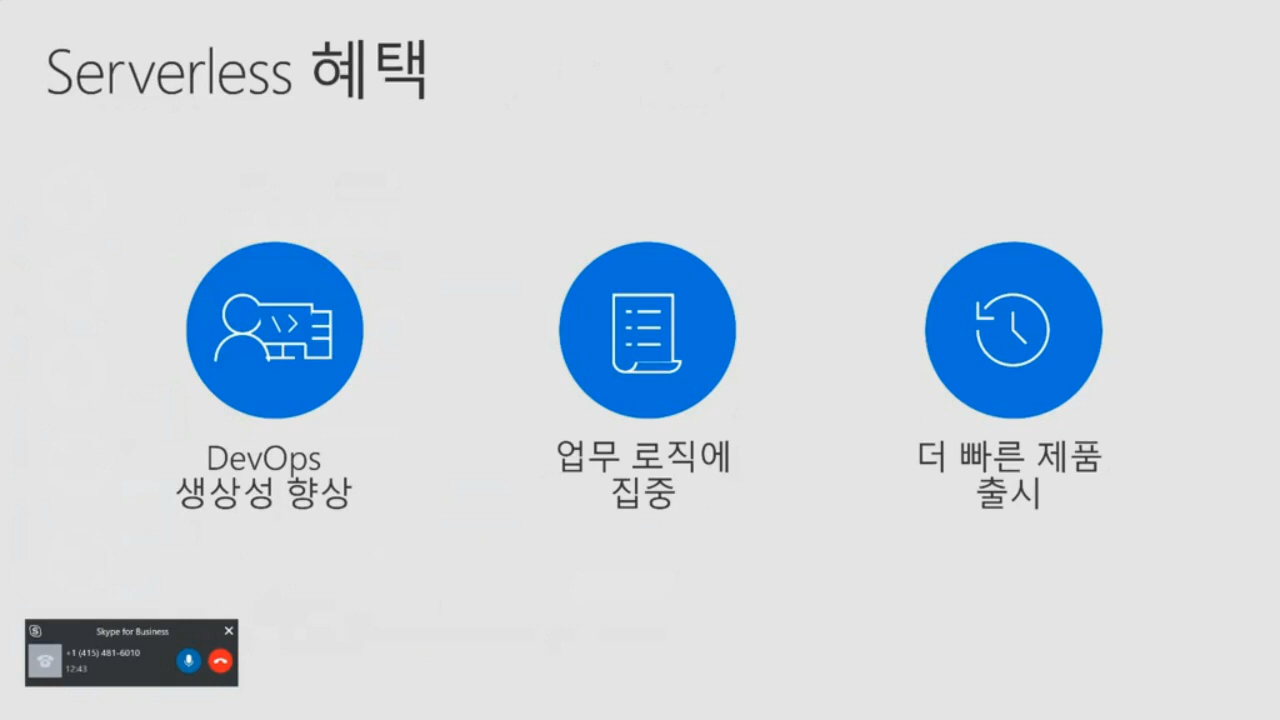 Serverless 혜택
DevOps
생상성 향상
업무 로직에
집중
더 빠른 제품
출시
Skype for Business
+1 (415) 481-6010
12:43